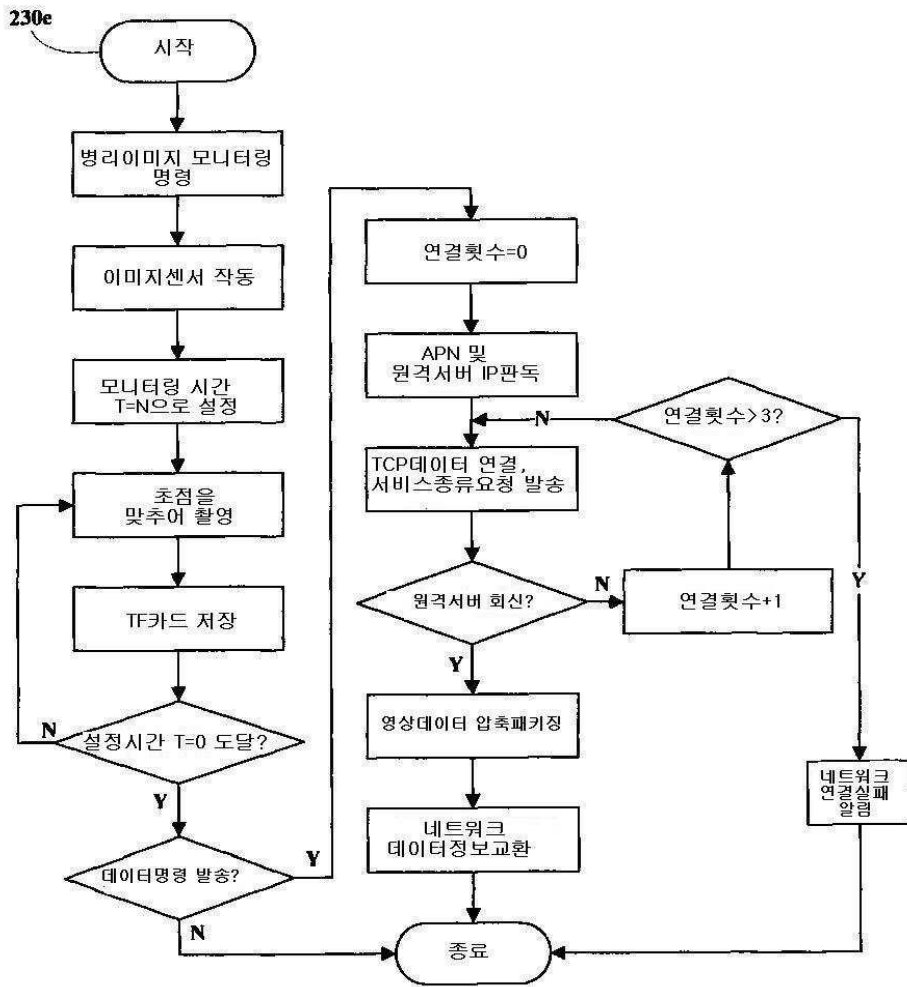 230e
시작
병리이미지 모니터링
명령
이미지센서 작동
모니터링 시간
T=N으로 설정
초점을
맞추어 촬영
TF카드 저장
설정시간 T=0 도달?
N
Y
데이터명령 발송?
Y
N
연결횟수=0
APN 및
원격서버 IP판독
TCP데이터 연결,
서비스종류요청 발송
원격서버 회신?
N
Y
연결횟수+1
연결횟수>3?
N
Y
영상데이터 압축패키징
네트워크
데이터정보교환
네트워크
연결실패
알림
종료